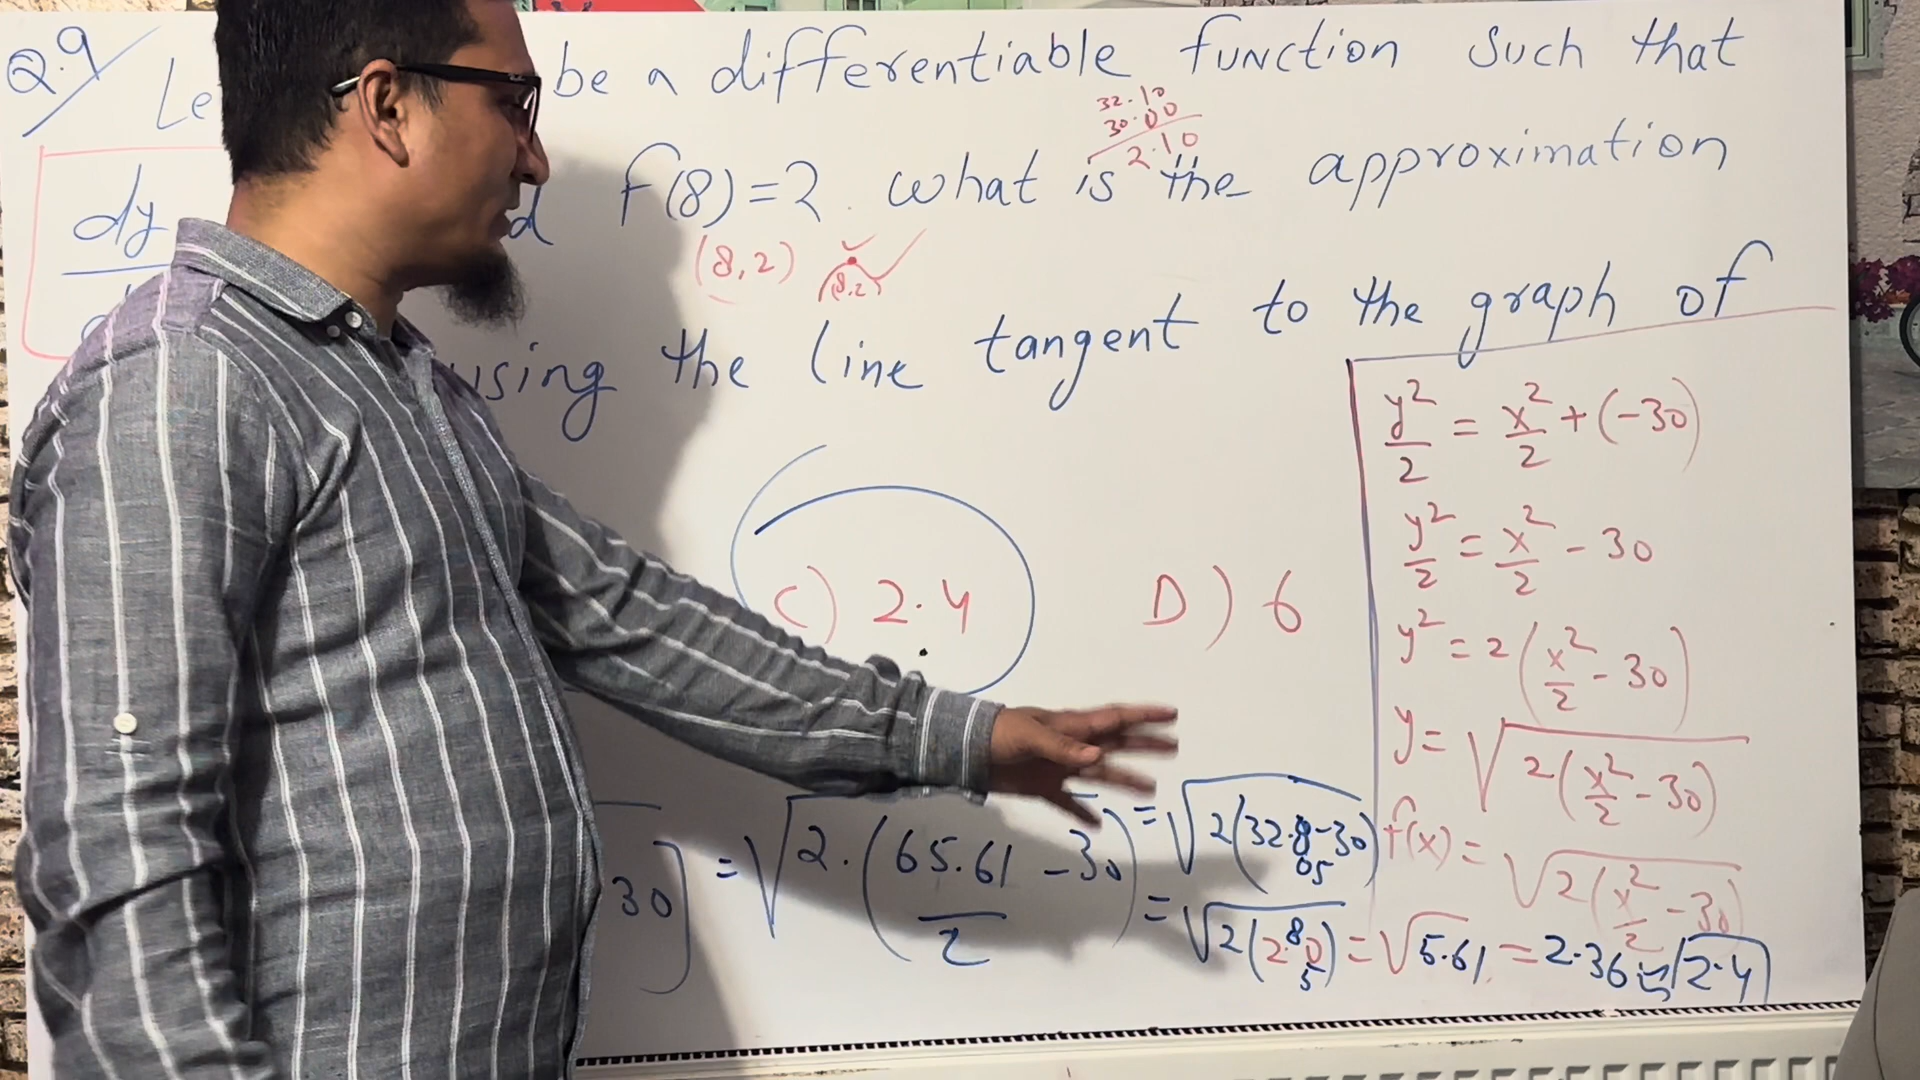 Q.9 Le be a differentiable function such that
32.10
30.00
2.10
dy d f(8)=2. what is the approximation
(8,2) (8,2)
using the line tangent to the graph of
y²/2 = x²/2 + (-30)
y²/2 = x²/2 - 30
C) 2.4 D) 6
y² = 2(x²/2 - 30)
y = √2(x²/2 - 30)
f(x) = √2(x²/2 - 30)
30] = √2.(65.61/2 - 30) = √2(32.805-30)
= √2(2.805) = √5.61 = 2.36 ≈ 2.4